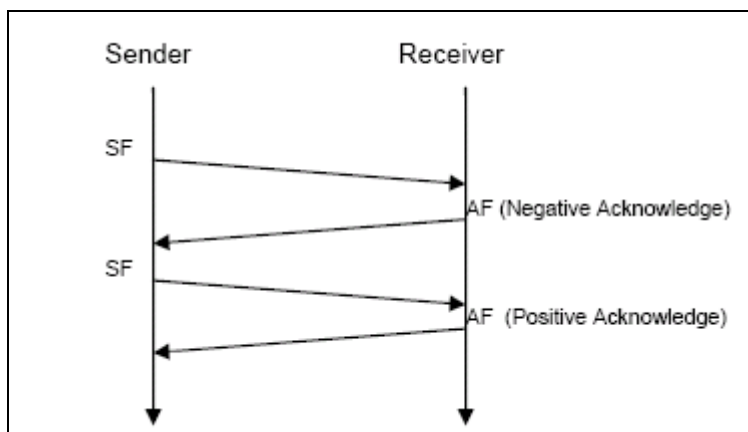 Sender Receiver
SF
AF (Negative Acknowledge)
SF
AF (Positive Acknowledge)